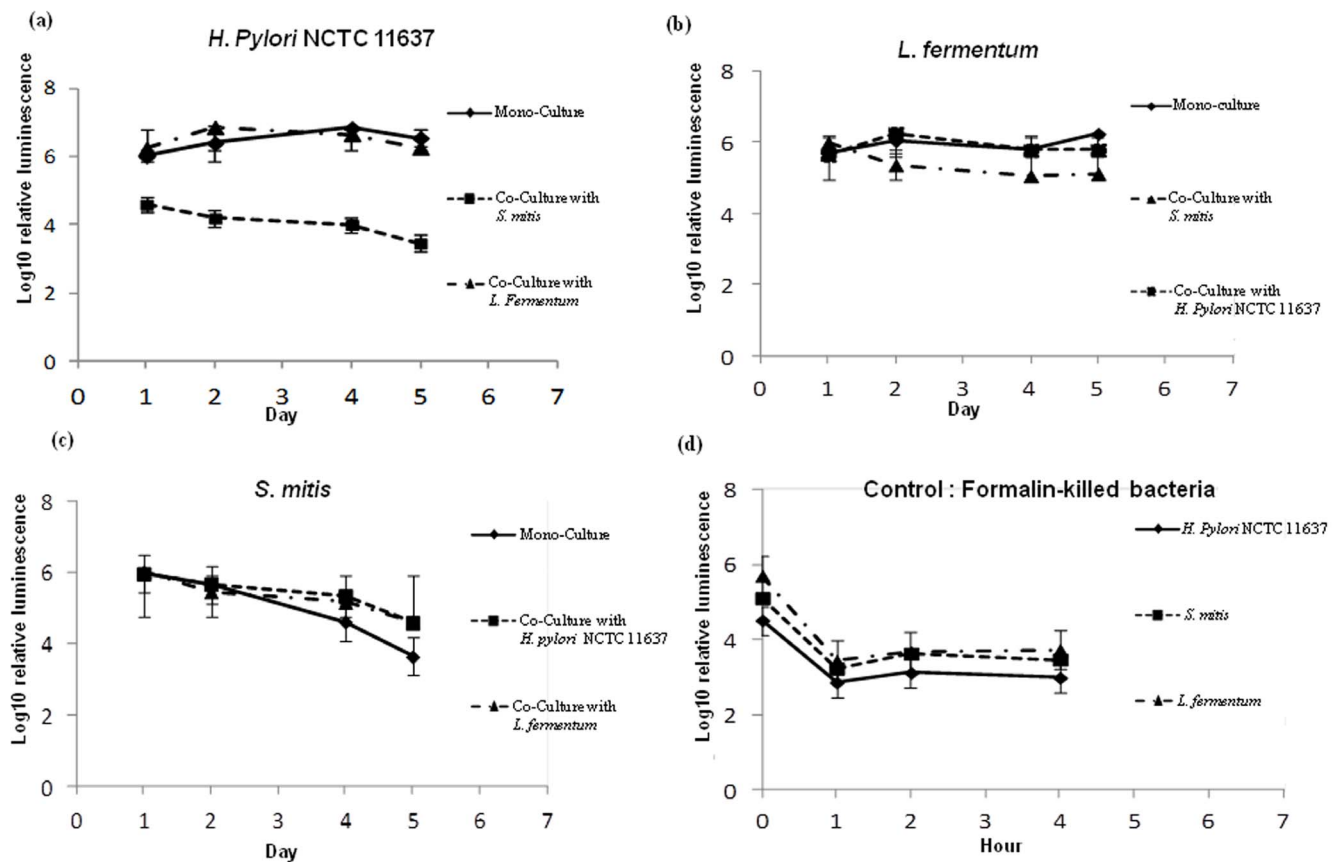 (a)
H. Pylori NCTC 11637
Log10 relative luminescence
8
6
4
2
0
0 1 2 3 4 5 6 7
Day
Mono-Culture
Co-Culture with
S. mitis
Co-Culture with
L. Fermentum
(b)
L. fermentum
Log10 relative luminescence
8
6
4
2
0
0 1 2 3 4 5 6 7
Day
Mono-culture
Co-Culture with
S. mitis
Co-Culture with
H. Pylori NCTC 11637
(c)
S. mitis
Log10 relative luminescence
8
6
4
2
0
0 1 2 3 4 5 6 7
Day
Mono-Culture
Co-Culture with
H. pylori NCTC 11637
Co-Culture with
L. fermentum
(d)
Control : Formalin-killed bacteria
Log10 relative luminescence
8
6
4
2
0
0 1 2 3 4 5 6 7
Hour
H. Pylori NCTC 11637
S. mitis
L. fermentum